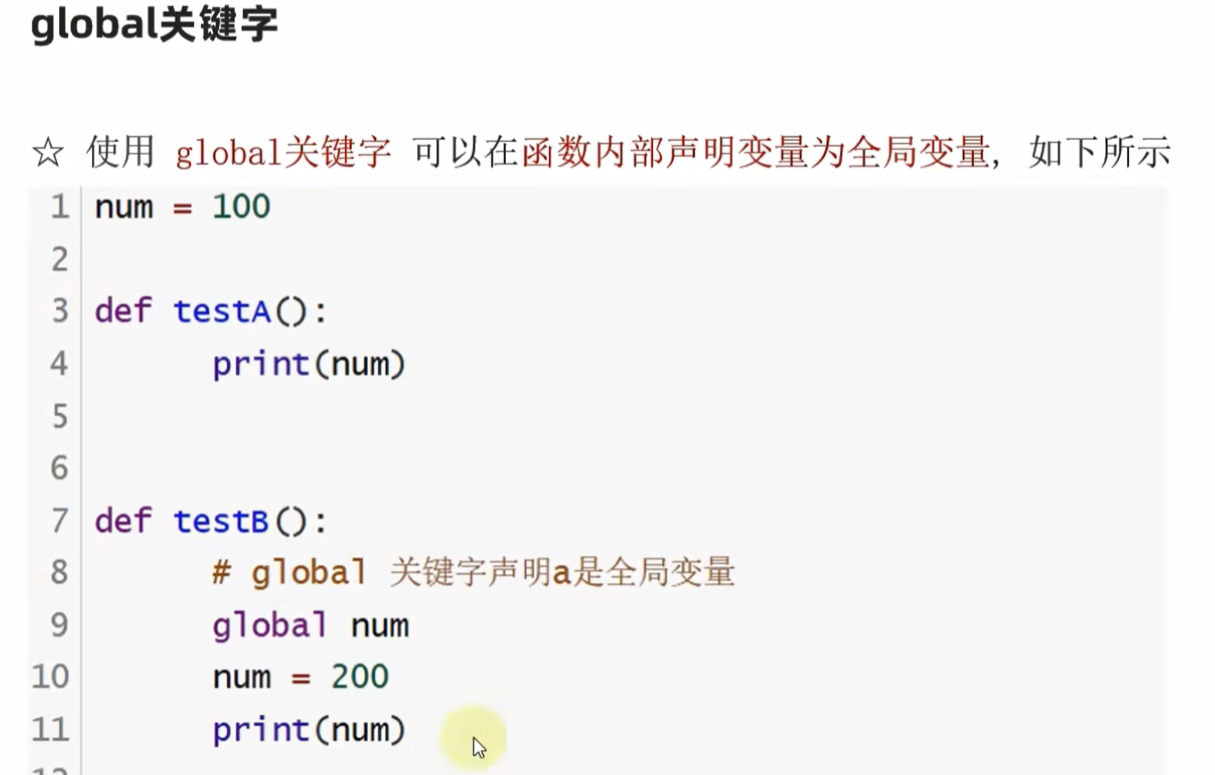 global关键字
☆ 使用 global关键字 可以在函数内部声明变量为全局变量, 如下所示
1 num = 100
2
3 def testA():
4 print(num)
5
6
7 def testB():
8 # global 关键字声明a是全局变量
9 global num
10 num = 200
11 print(num)